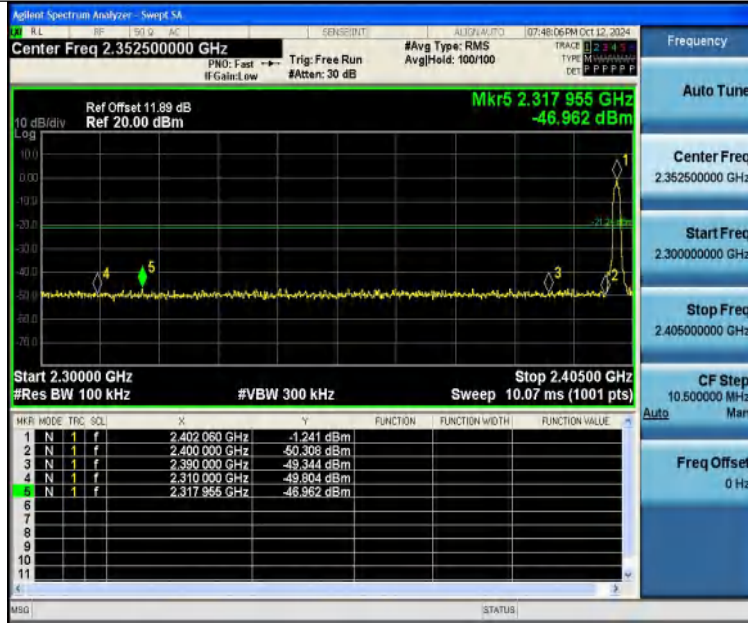 Agilent Spectrum Analyzer - Swept SA
RL RF 50 Ω AC SENSE:INT ALIGN AUTO 07:48:06PM Oct 12, 2024
Center Freq 2.352500000 GHz
PNO: Fast
IFGain:Low
Trig: Free Run
#Atten: 30 dB
#Avg Type: RMS
Avg|Hold: 100/100
TRACE 1 2 3 4 5
TYPE M
DET P P P P P P
Ref Offset 11.89 dB
Ref 20.00 dBm
10 dB/div
Log
Mkr5 2.317 955 GHz
-46.962 dBm
10.0
0.00
-10.0
-20.0
-30.0
-40.0
-50.0
-60.0
-70.0
1
4
5
3
2
Start 2.30000 GHz
Stop 2.40500 GHz
#Res BW 100 kHz
#VBW 300 kHz
Sweep 10.07 ms (1001 pts)
MKR MODE TRC SCL X Y FUNCTION FUNCTION WIDTH FUNCTION VALUE
1 N 1 f 2.402 060 GHz -1.241 dBm
2 N 1 f 2.400 000 GHz -50.308 dBm
3 N 1 f 2.390 000 GHz -49.344 dBm
4 N 1 f 2.310 000 GHz -49.804 dBm
5 N 1 f 2.317 955 GHz -46.962 dBm
6
7
8
9
10
11
MSG
STATUS
Frequency
Auto Tune
Center Freq
2.352500000 GHz
Start Freq
2.300000000 GHz
Stop Freq
2.405000000 GHz
CF Step
10.500000 MHz
Auto Man
Freq Offset
0 Hz